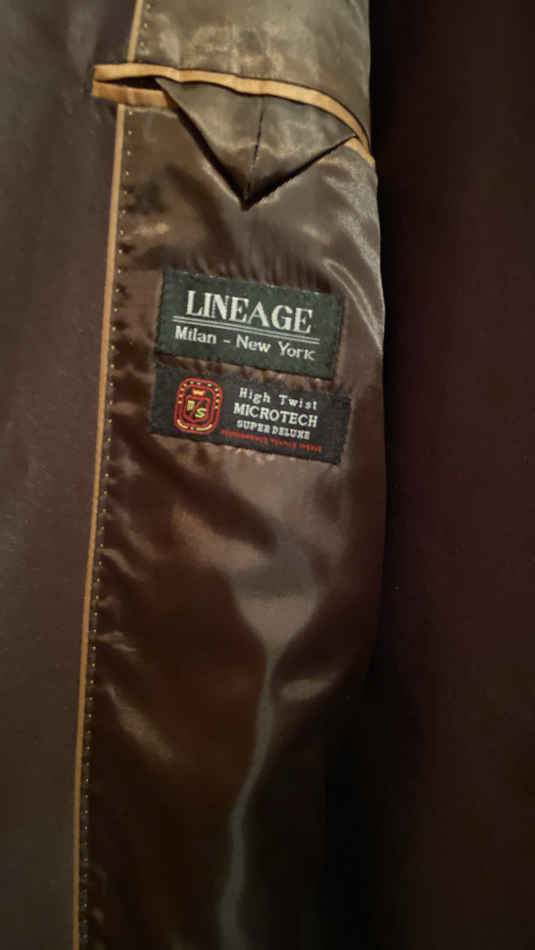 LINEAGE
Milan - New York
High Twist
MICROTECH
SUPER DELUXE